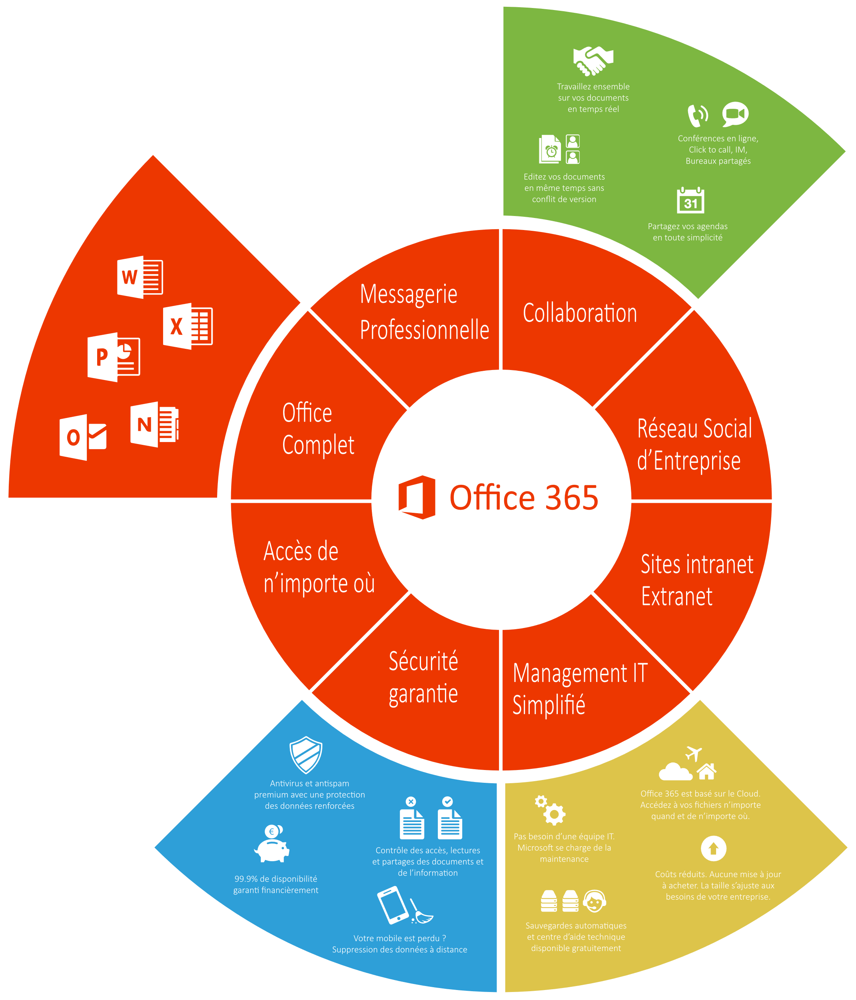 Travaillez ensemble
sur vos documents
en temps réel
Conférences en ligne,
Click to call, IM,
Bureaux partagés
Editez vos documents
en même temps sans
conflit de version
31
Partagez vos agendas
en toute simplicité
W
X
P
N
O
Messagerie
Professionnelle
Collaboration
Office
Complet
Réseau Social
d’Entreprise
Office 365
Accès de
n’importe où
Sites intranet
Extranet
Sécurité
garantie
Management IT
Simplifié
Antivirus et antispam
premium avec une protection
des données renforcées
€
99.9% de disponibilité
garanti financièrement
Contrôle des accès, lectures
et partages des documents et
de l’information
Votre mobile est perdu ?
Suppression des données à distance
Office 365 est basé sur le Cloud.
Accédez à vos fichiers n’importe
quand et de n’importe où.
Pas besoin d’une équipe IT.
Microsoft se charge de la
maintenance
Coûts réduits. Aucune mise à jour
à acheter. La taille s’ajuste aux
besoins de votre entreprise.
Sauvegardes automatiques
et centre d’aide technique
disponible gratuitement